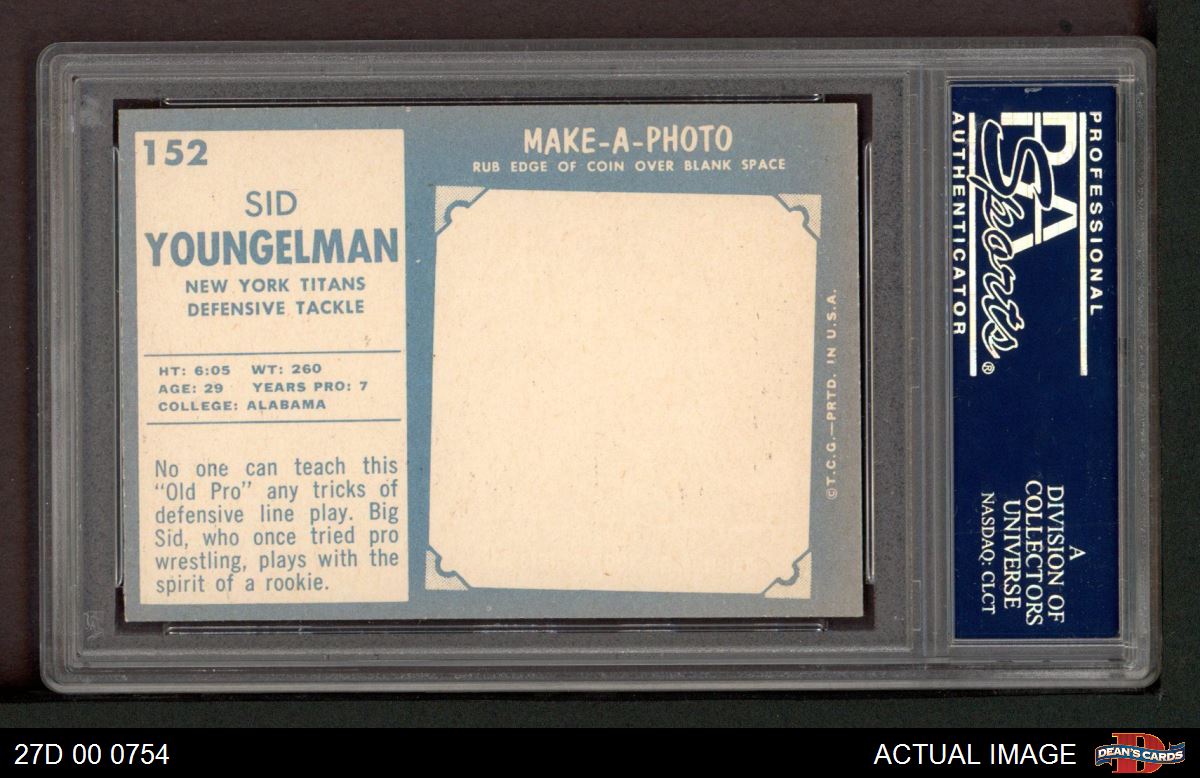 152
SID
YOUNGELMAN
NEW YORK TITANS
DEFENSIVE TACKLE
HT: 6:05 WT: 260
AGE: 29 YEARS PRO: 7
COLLEGE: ALABAMA
No one can teach this
"Old Pro" any tricks of
defensive line play. Big
Sid, who once tried pro
wrestling, plays with the
spirit of a rookie.
MAKE-A-PHOTO
RUB EDGE OF COIN OVER BLANK SPACE
©T.C.G.—PRTD. IN U.S.A.
PROFESSIONAL
PSA
Sports®
AUTHENTICATOR
A
DIVISION OF
COLLECTORS
UNIVERSE
NASDAQ: CLCT
27D 00 0754
ACTUAL IMAGE
D
DEAN'S CARDS